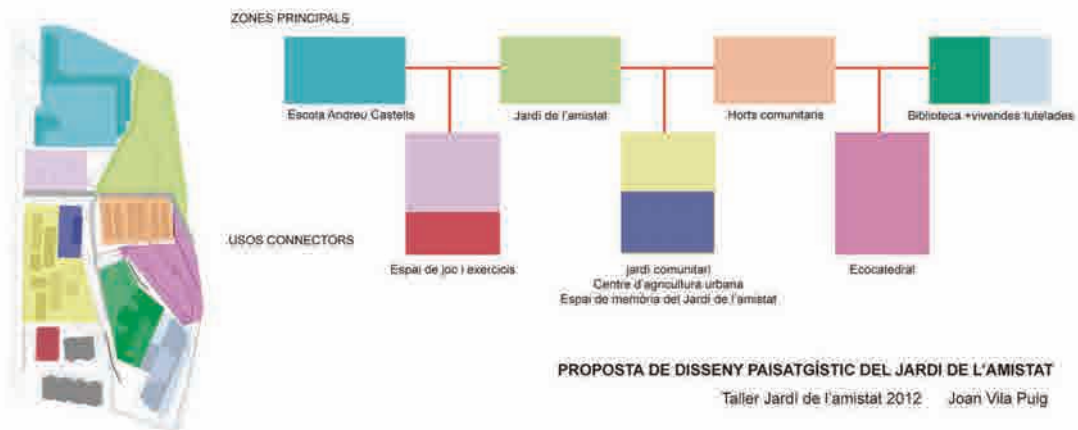 ZONES PRINCIPALS
Escola Andreu Castells
Jardí de l'amistat
Horts comunitaris
Biblioteca +vivendes tutelades
USOS CONNECTORS
Espai de joc i exercicis
jardí comunitari
Centre d'agricultura urbana
Espai de memòria del Jardí de l'amistat
Ecocatedral
PROPOSTA DE DISSENY PAISATGÍSTIC DEL JARDI DE L'AMISTAT
Taller Jardí de l'amistat 2012 Joan Vila Puig